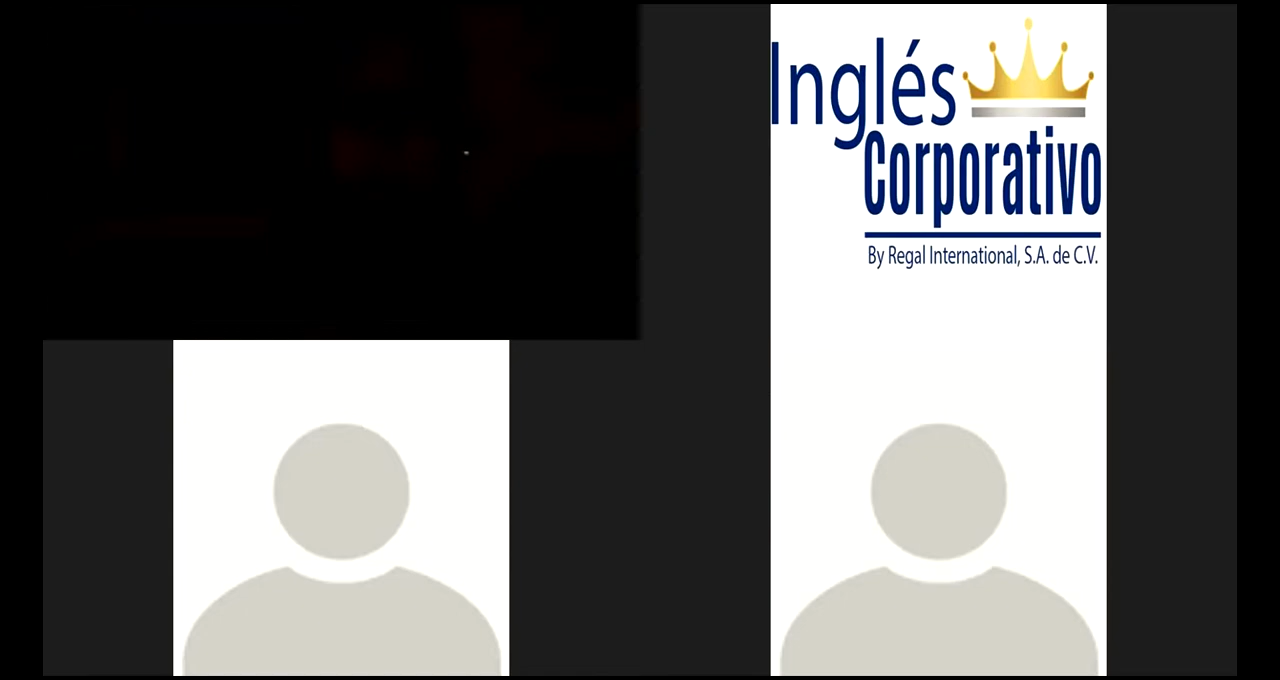 Inglés
Corporativo
By Regal International, S.A. de C.V.